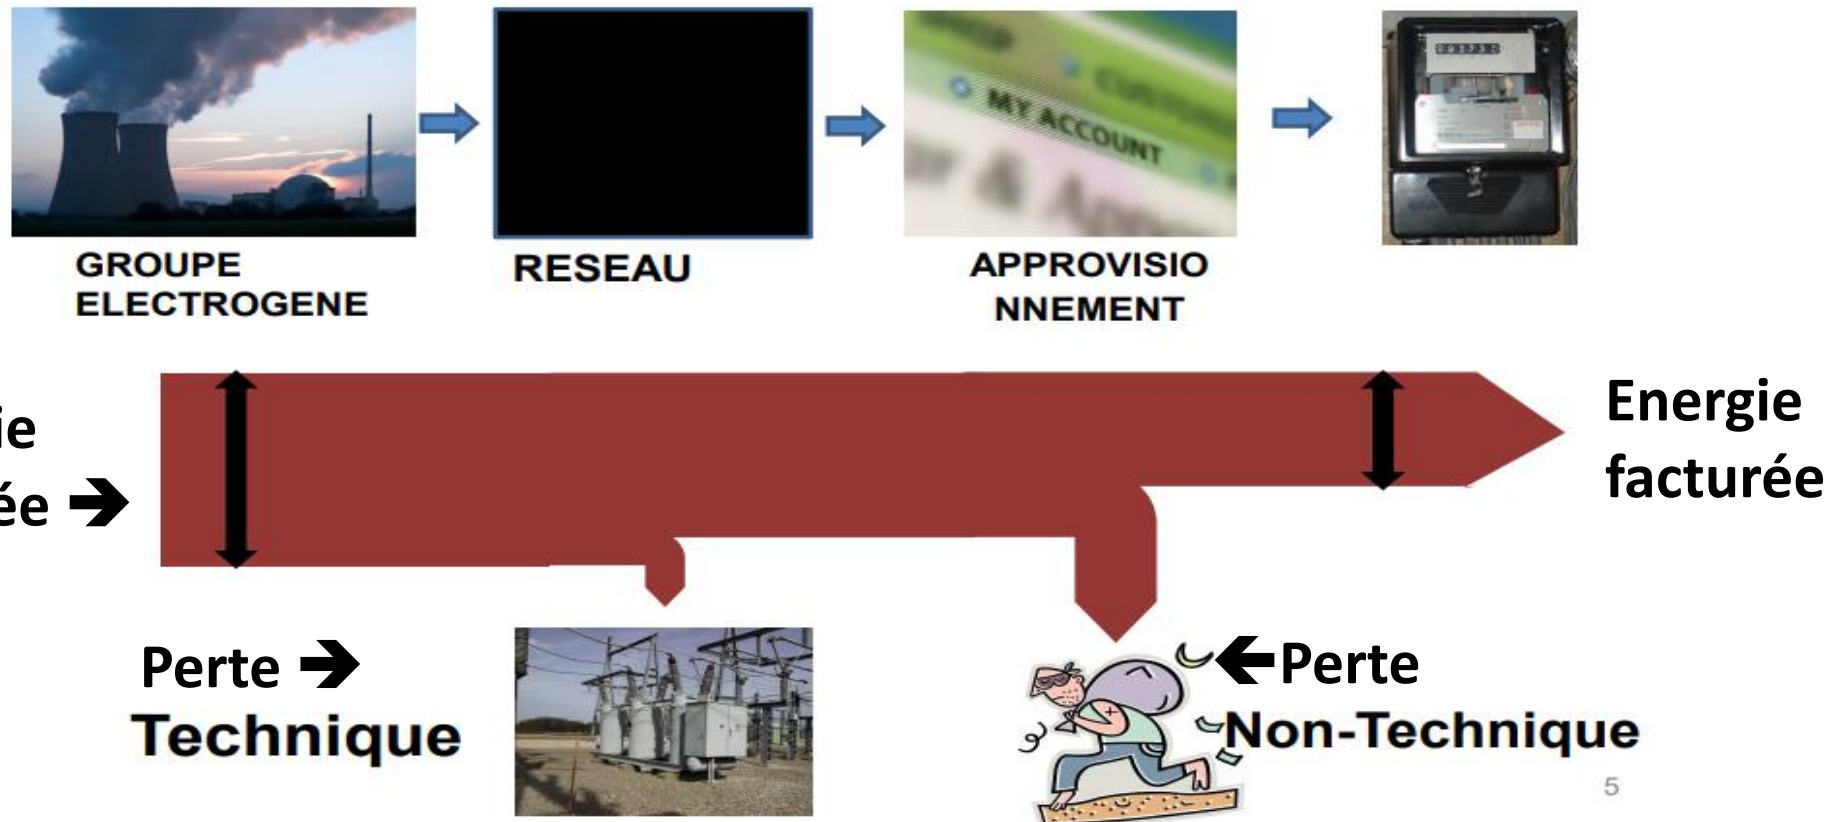 MY ACCOUNT
GROUPE
ELECTROGENE
RESEAU
APPROVISIO
NNEMENT
ie
ée ➔
Energie
facturée
Perte ➔
Technique
🡸Perte
Non-Technique
5